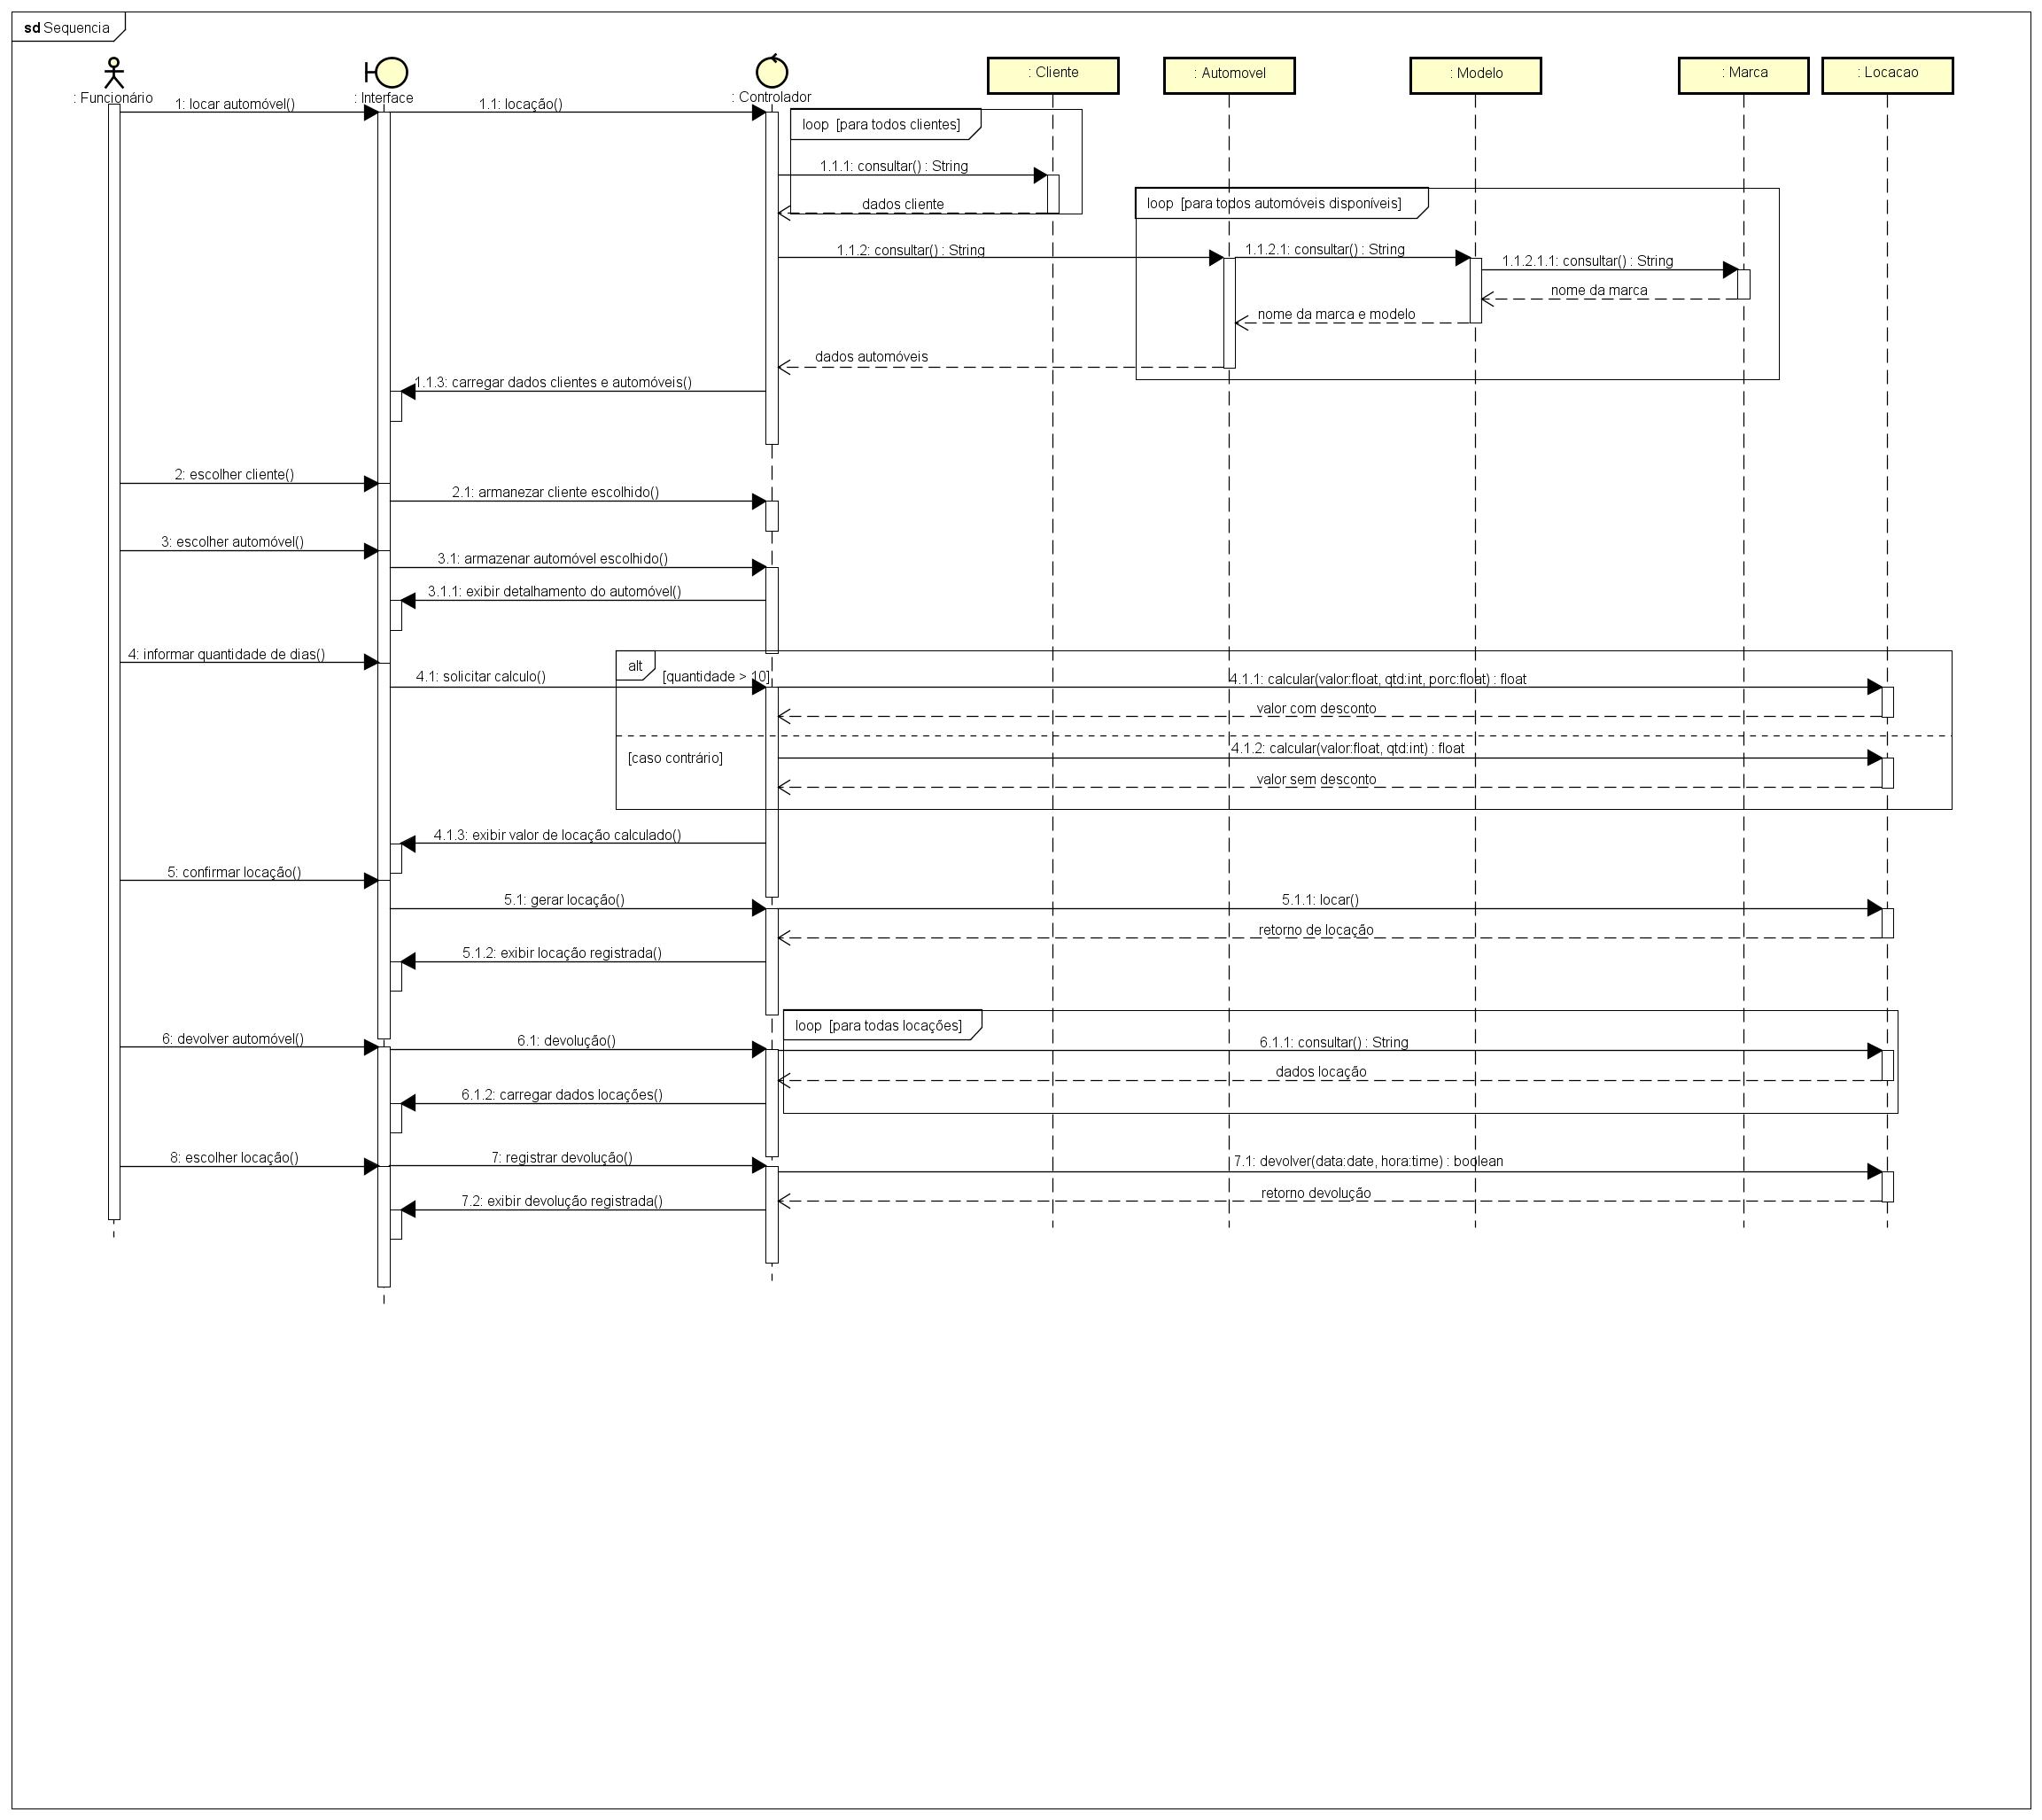 sd Sequencia
: Funcionário
: Interface
: Controlador
: Cliente
: Automovel
: Modelo
: Marca
: Locacao
1: locar automóvel()
1.1: locação()
loop [para todos clientes]
1.1.1: consultar() : String
dados cliente
loop [para todos automóveis disponíveis]
1.1.2: consultar() : String
1.1.2.1: consultar() : String
1.1.2.1.1: consultar() : String
nome da marca
nome da marca e modelo
dados automóveis
1.1.3: carregar dados clientes e automóveis()
2: escolher cliente()
2.1: armanezar cliente escolhido()
3: escolher automóvel()
3.1: armazenar automóvel escolhido()
3.1.1: exibir detalhamento do automóvel()
4: informar quantidade de dias()
alt
4.1: solicitar calculo()
[quantidade > 10]
4.1.1: calcular(valor:float, qtd:int, porc:float) : float
valor com desconto
[caso contrário]
4.1.2: calcular(valor:float, qtd:int) : float
valor sem desconto
4.1.3: exibir valor de locação calculado()
5: confirmar locação()
5.1: gerar locação()
5.1.1: locar()
retorno de locação
5.1.2: exibir locação registrada()
loop [para todas locações]
6: devolver automóvel()
6.1: devolução()
6.1.1: consultar() : String
dados locação
6.1.2: carregar dados locações()
8: escolher locação()
7: registrar devolução()
7.1: devolver(data:date, hora:time) : boolean
retorno devolução
7.2: exibir devolução registrada()